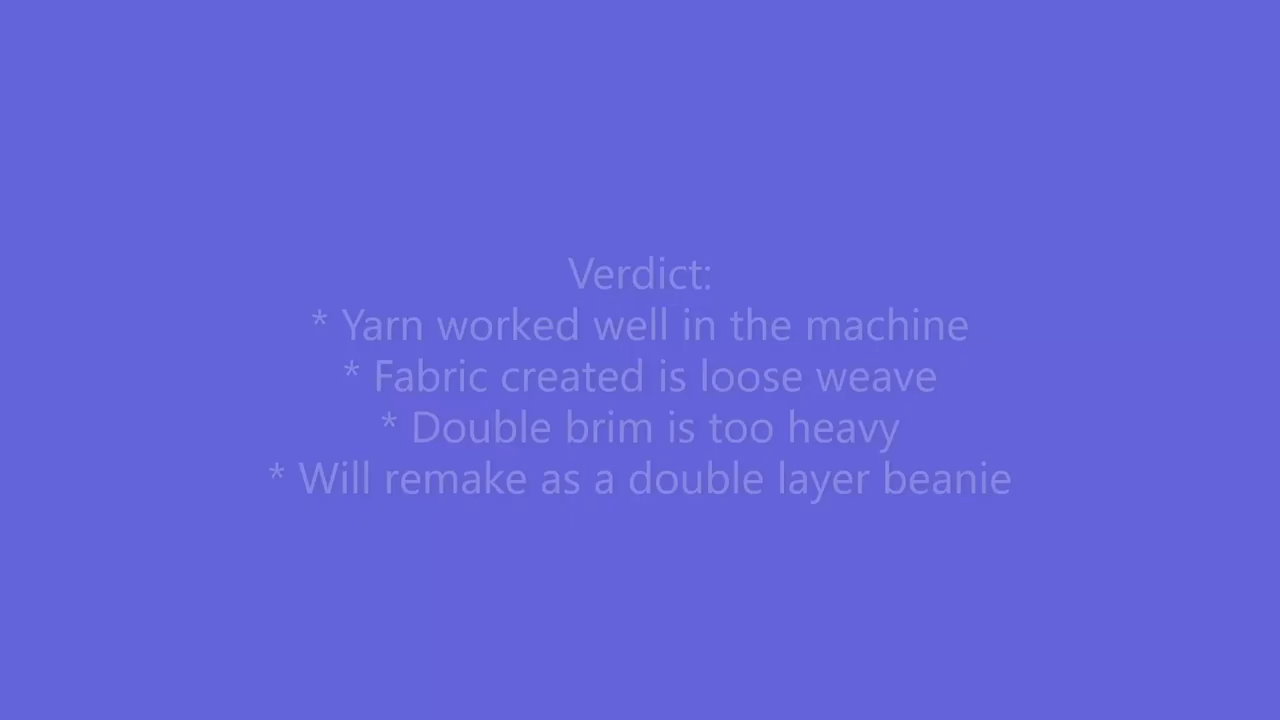 Verdict:
* Yarn worked well in the machine
* Fabric created is loose weave
* Double brim is too heavy
* Will remake as a double layer beanie